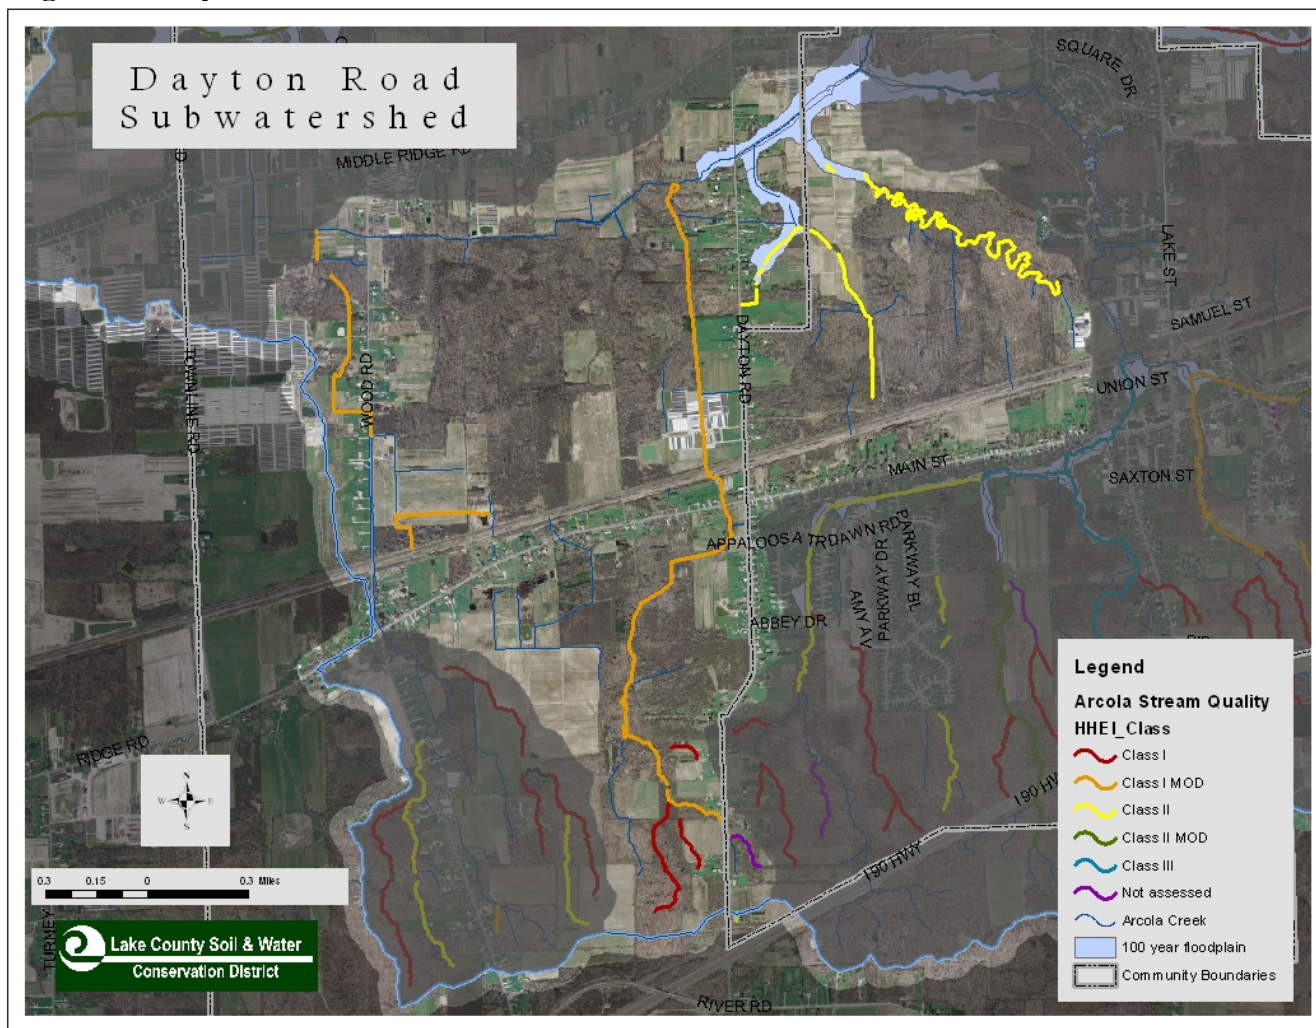 Dayton Road
Subwatershed
MIDDLE RIDGE RD
SQUARE DR
LAKE ST
SAMUEL ST
UNION ST
TOWNLINE RD
WOOD RD
DAYTON RD
MAIN ST
SAXTON ST
APPALOOSA TR
DAWN RD
PARKWAY DR
PARKWAY BL
AMY AV
ABBEY DR
RIDGE RD
I90 HWY
I90 HWY
RIVER RD
N
W
E
S
0.3 0.15 0 0.3 Miles
Lake County Soil & Water
Conservation District
Legend
Arcola Stream Quality
HHEI_Class
Class I
Class I MOD
Class II
Class II MOD
Class III
Not assessed
Arcola Creek
100 year floodplain
Community Boundaries